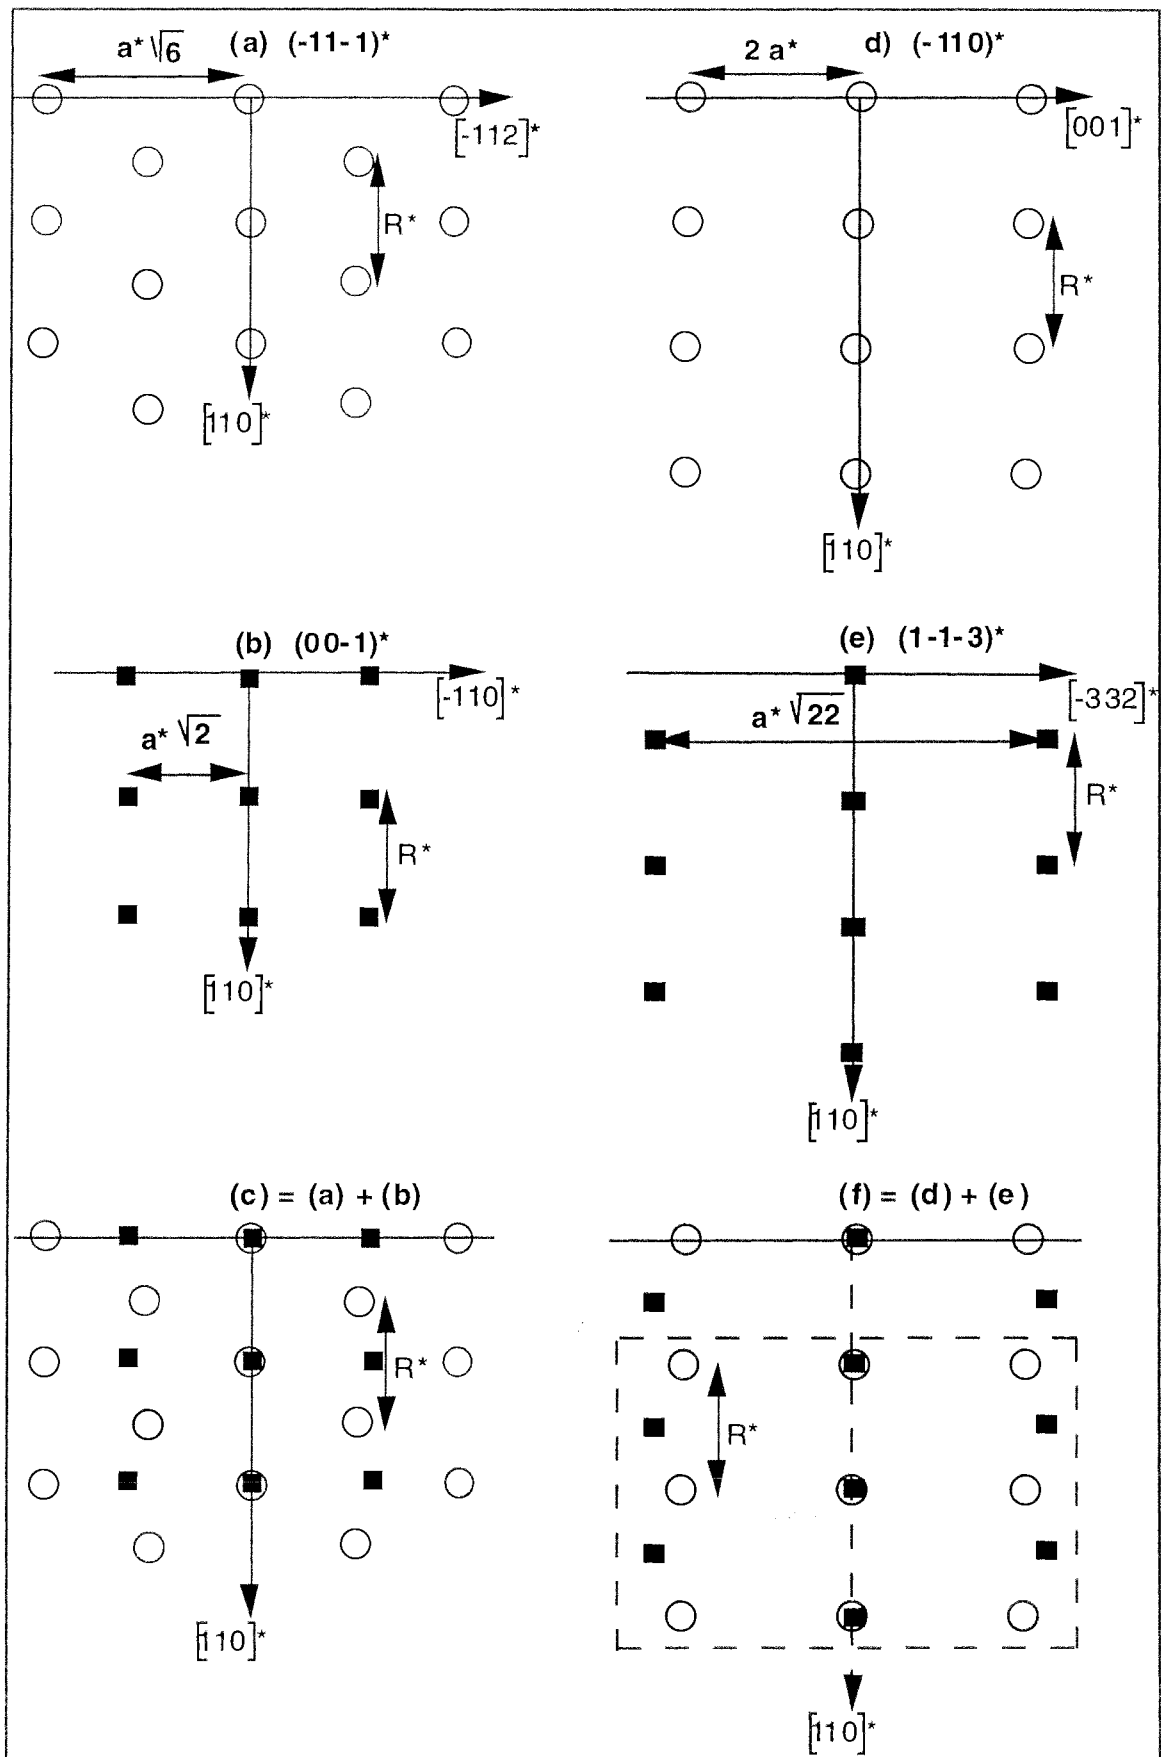 a* √6 (a) (-11-1)*
2 a* d) (-110)*
[-112]*
[001]*
R*
R*
[110]*
[110]*
(b) (00-1)*
(e) (1-1-3)*
[-110]*
[-332]*
a* √2
a* √22
R*
R*
[110]*
[110]*
(c) = (a) + (b)
(f) = (d) + (e)
R*
R*
[110]*
[110]*